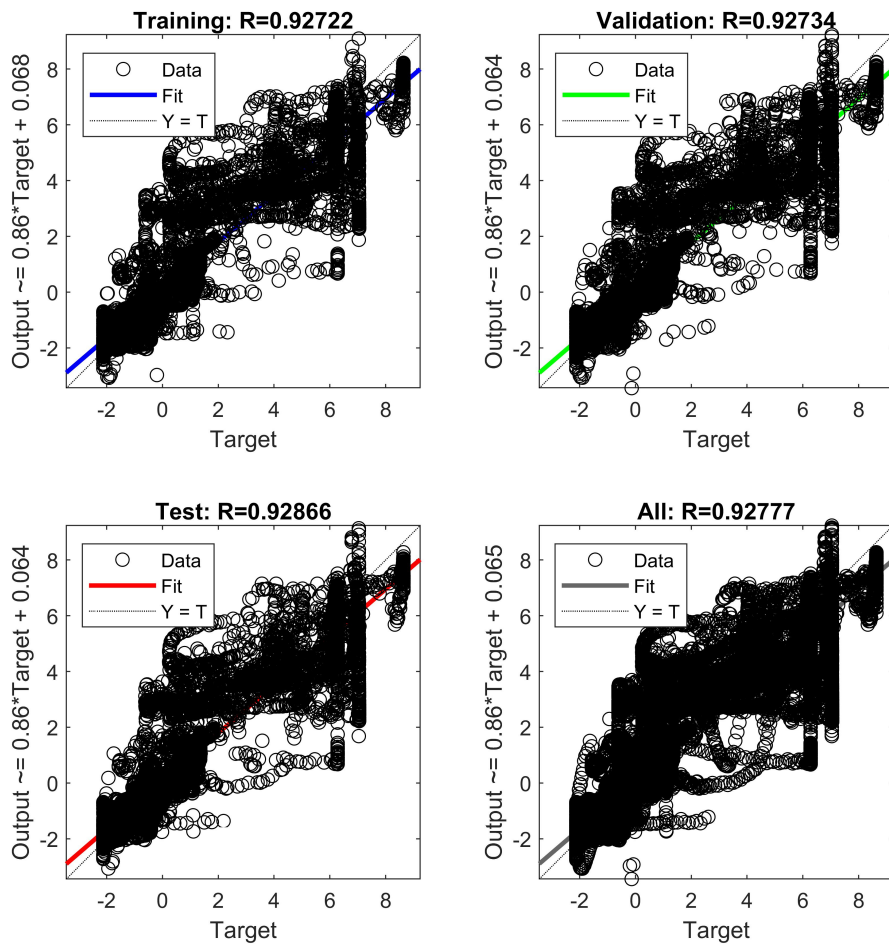 Training: R=0.92722
Output ~= 0.86*Target + 0.068
8
6
4
2
0
-2
Data
Fit
Y = T
-2 0 2 4 6 8
Target
Validation: R=0.92734
Output ~= 0.86*Target + 0.064
8
6
4
2
0
-2
Data
Fit
Y = T
-2 0 2 4 6 8
Target
Test: R=0.92866
Output ~= 0.86*Target + 0.064
8
6
4
2
0
-2
Data
Fit
Y = T
-2 0 2 4 6 8
Target
All: R=0.92777
Output ~= 0.86*Target + 0.065
8
6
4
2
0
-2
Data
Fit
Y = T
-2 0 2 4 6 8
Target